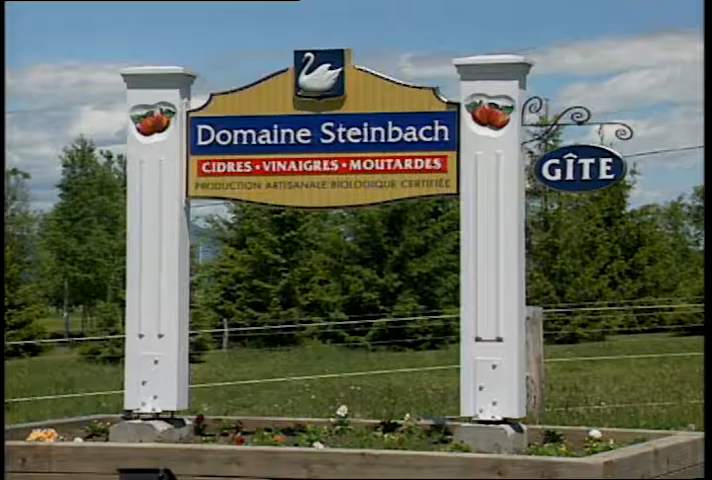 Domaine Steinbach
CIDRES • VINAIGRES • MOUTARDES
PRODUCTION ARTISANALE BIOLOGIQUE CERTIFIÉE
GÎTE